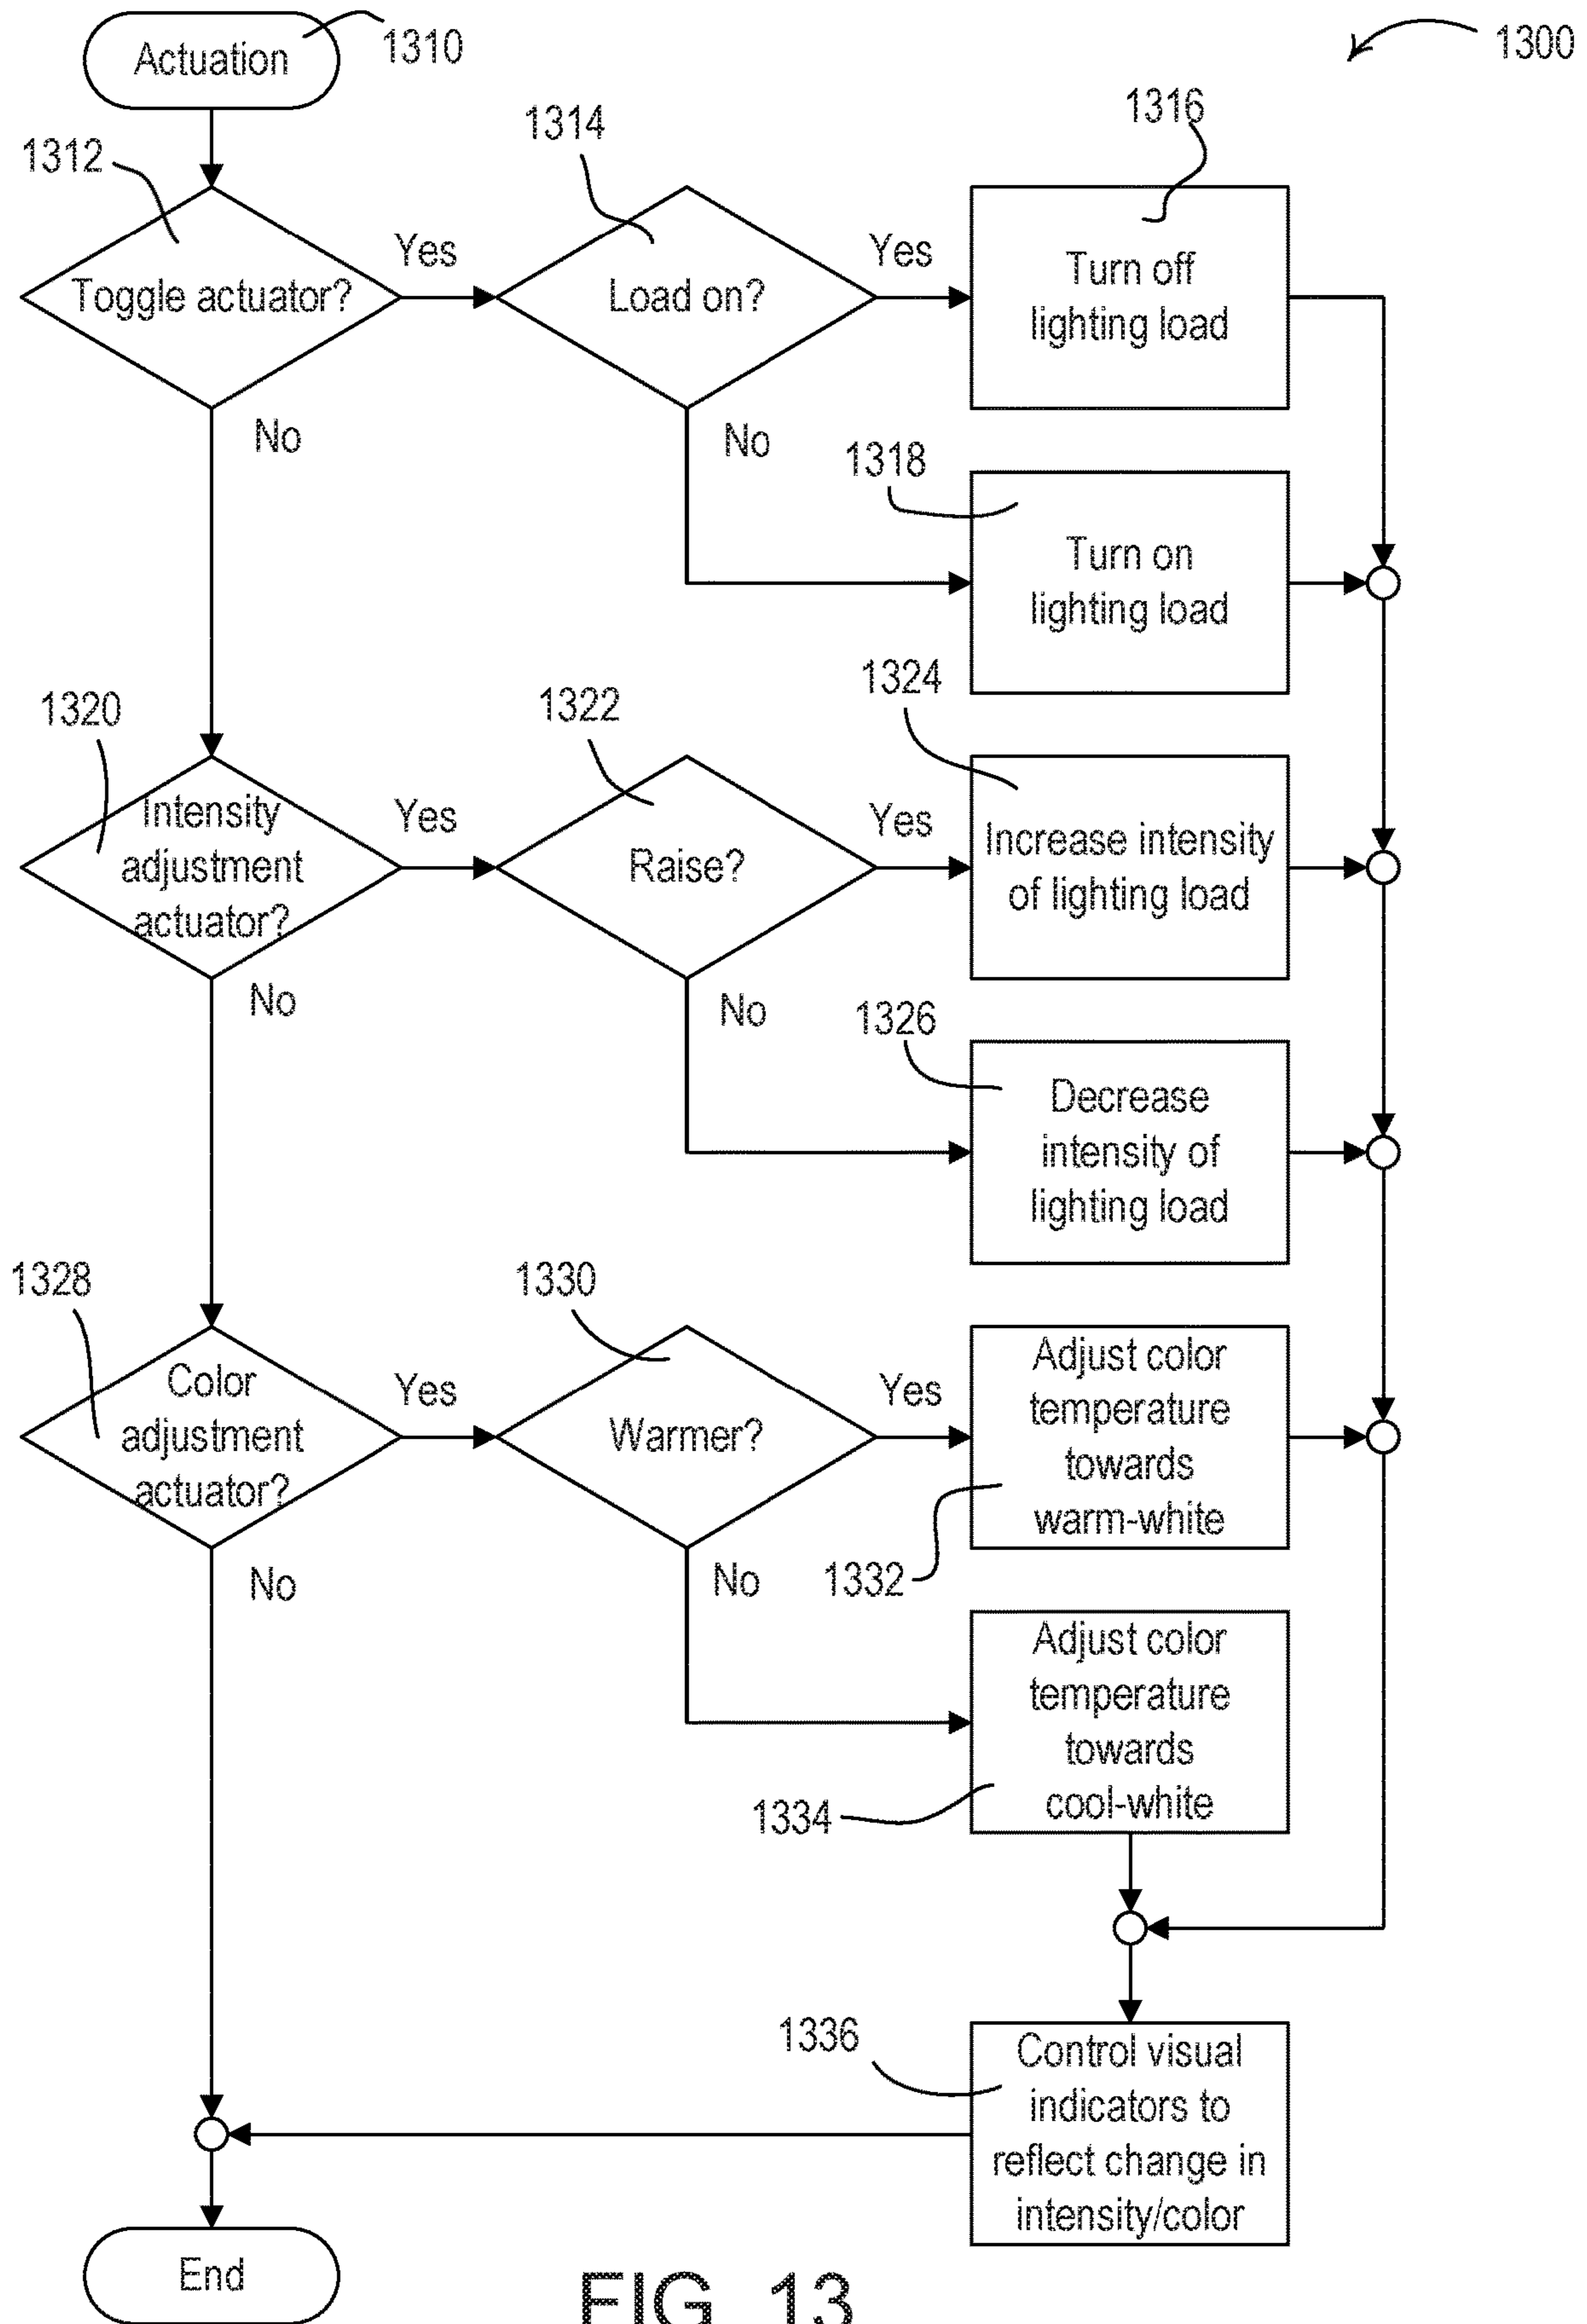 Actuation
1310
1300
1312
1314
1316
Toggle actuator?
Yes
Load on?
Yes
Turn off
lighting load
No
No
1318
Turn on
lighting load
1320
1322
1324
Intensity
adjustment
actuator?
Yes
Raise?
Yes
Increase intensity
of lighting load
No
No
1326
Decrease
intensity of
lighting load
1328
1330
Color
adjustment
actuator?
Yes
Warmer?
Yes
Adjust color
temperature
towards
warm-white
1332
No
No
Adjust color
temperature
towards
cool-white
1334
1336
Control visual
indicators to
reflect change in
intensity/color
End
FIG. 13